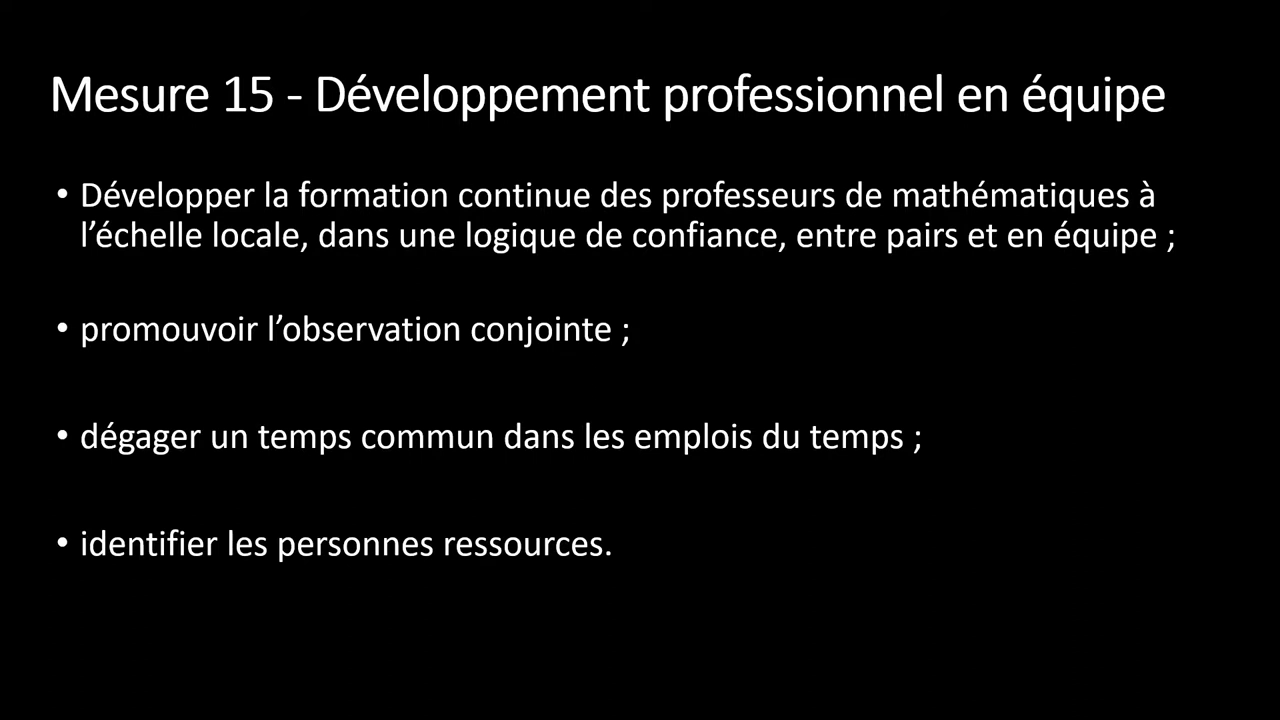 Mesure 15 - Développement professionnel en équipe
• Développer la formation continue des professeurs de mathématiques à
l’échelle locale, dans une logique de confiance, entre pairs et en équipe ;
• promouvoir l’observation conjointe ;
• dégager un temps commun dans les emplois du temps ;
• identifier les personnes ressources.